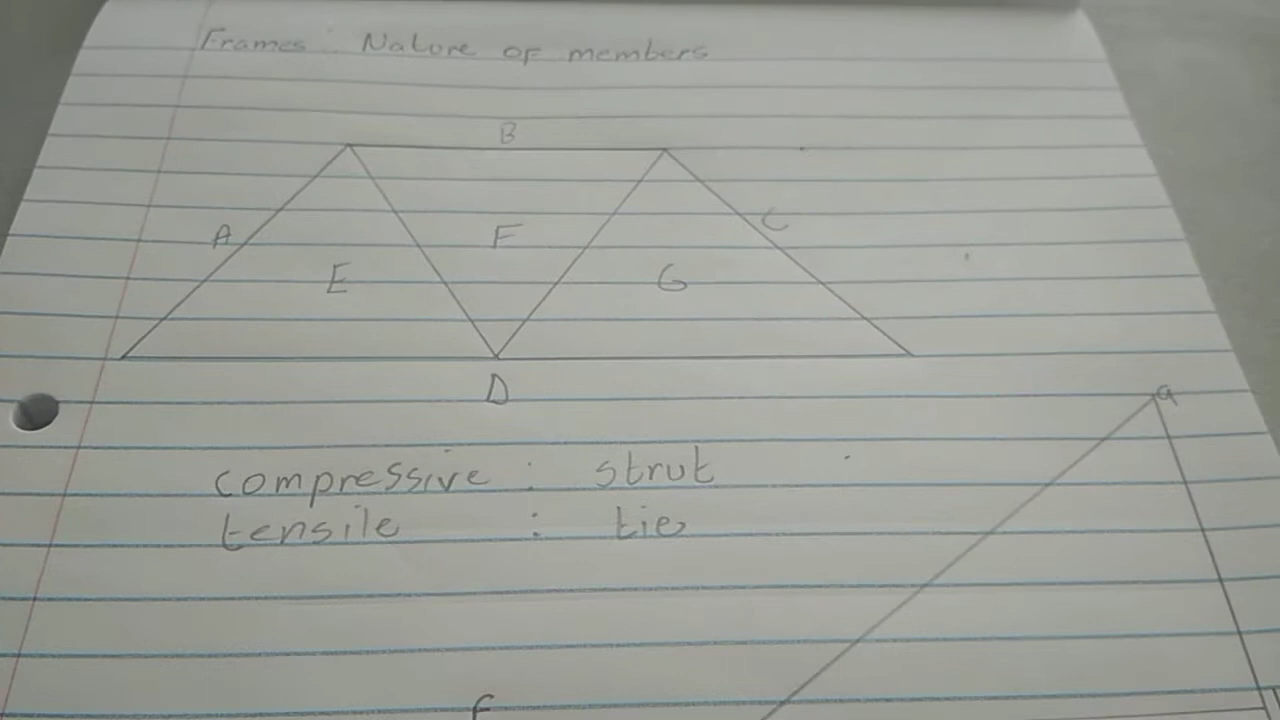 Frames : Nature of members
B
A
C
F
E
G
D
a
compressive : strut
tensile : tie
f